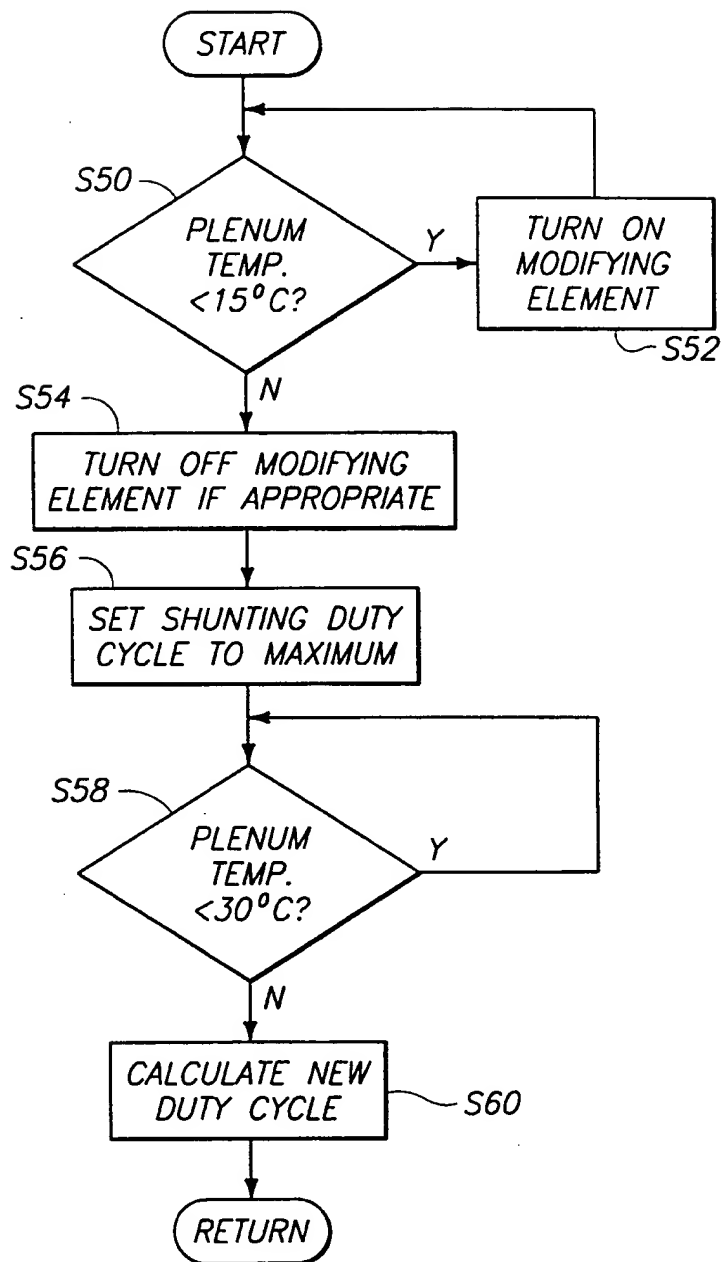 START
S50
PLENUM
TEMP.
<15°C?
Y
TURN ON
MODIFYING
ELEMENT
S52
N
S54
TURN OFF MODIFYING
ELEMENT IF APPROPRIATE
S56
SET SHUNTING DUTY
CYCLE TO MAXIMUM
S58
PLENUM
TEMP.
<30°C?
Y
N
CALCULATE NEW
DUTY CYCLE
S60
RETURN